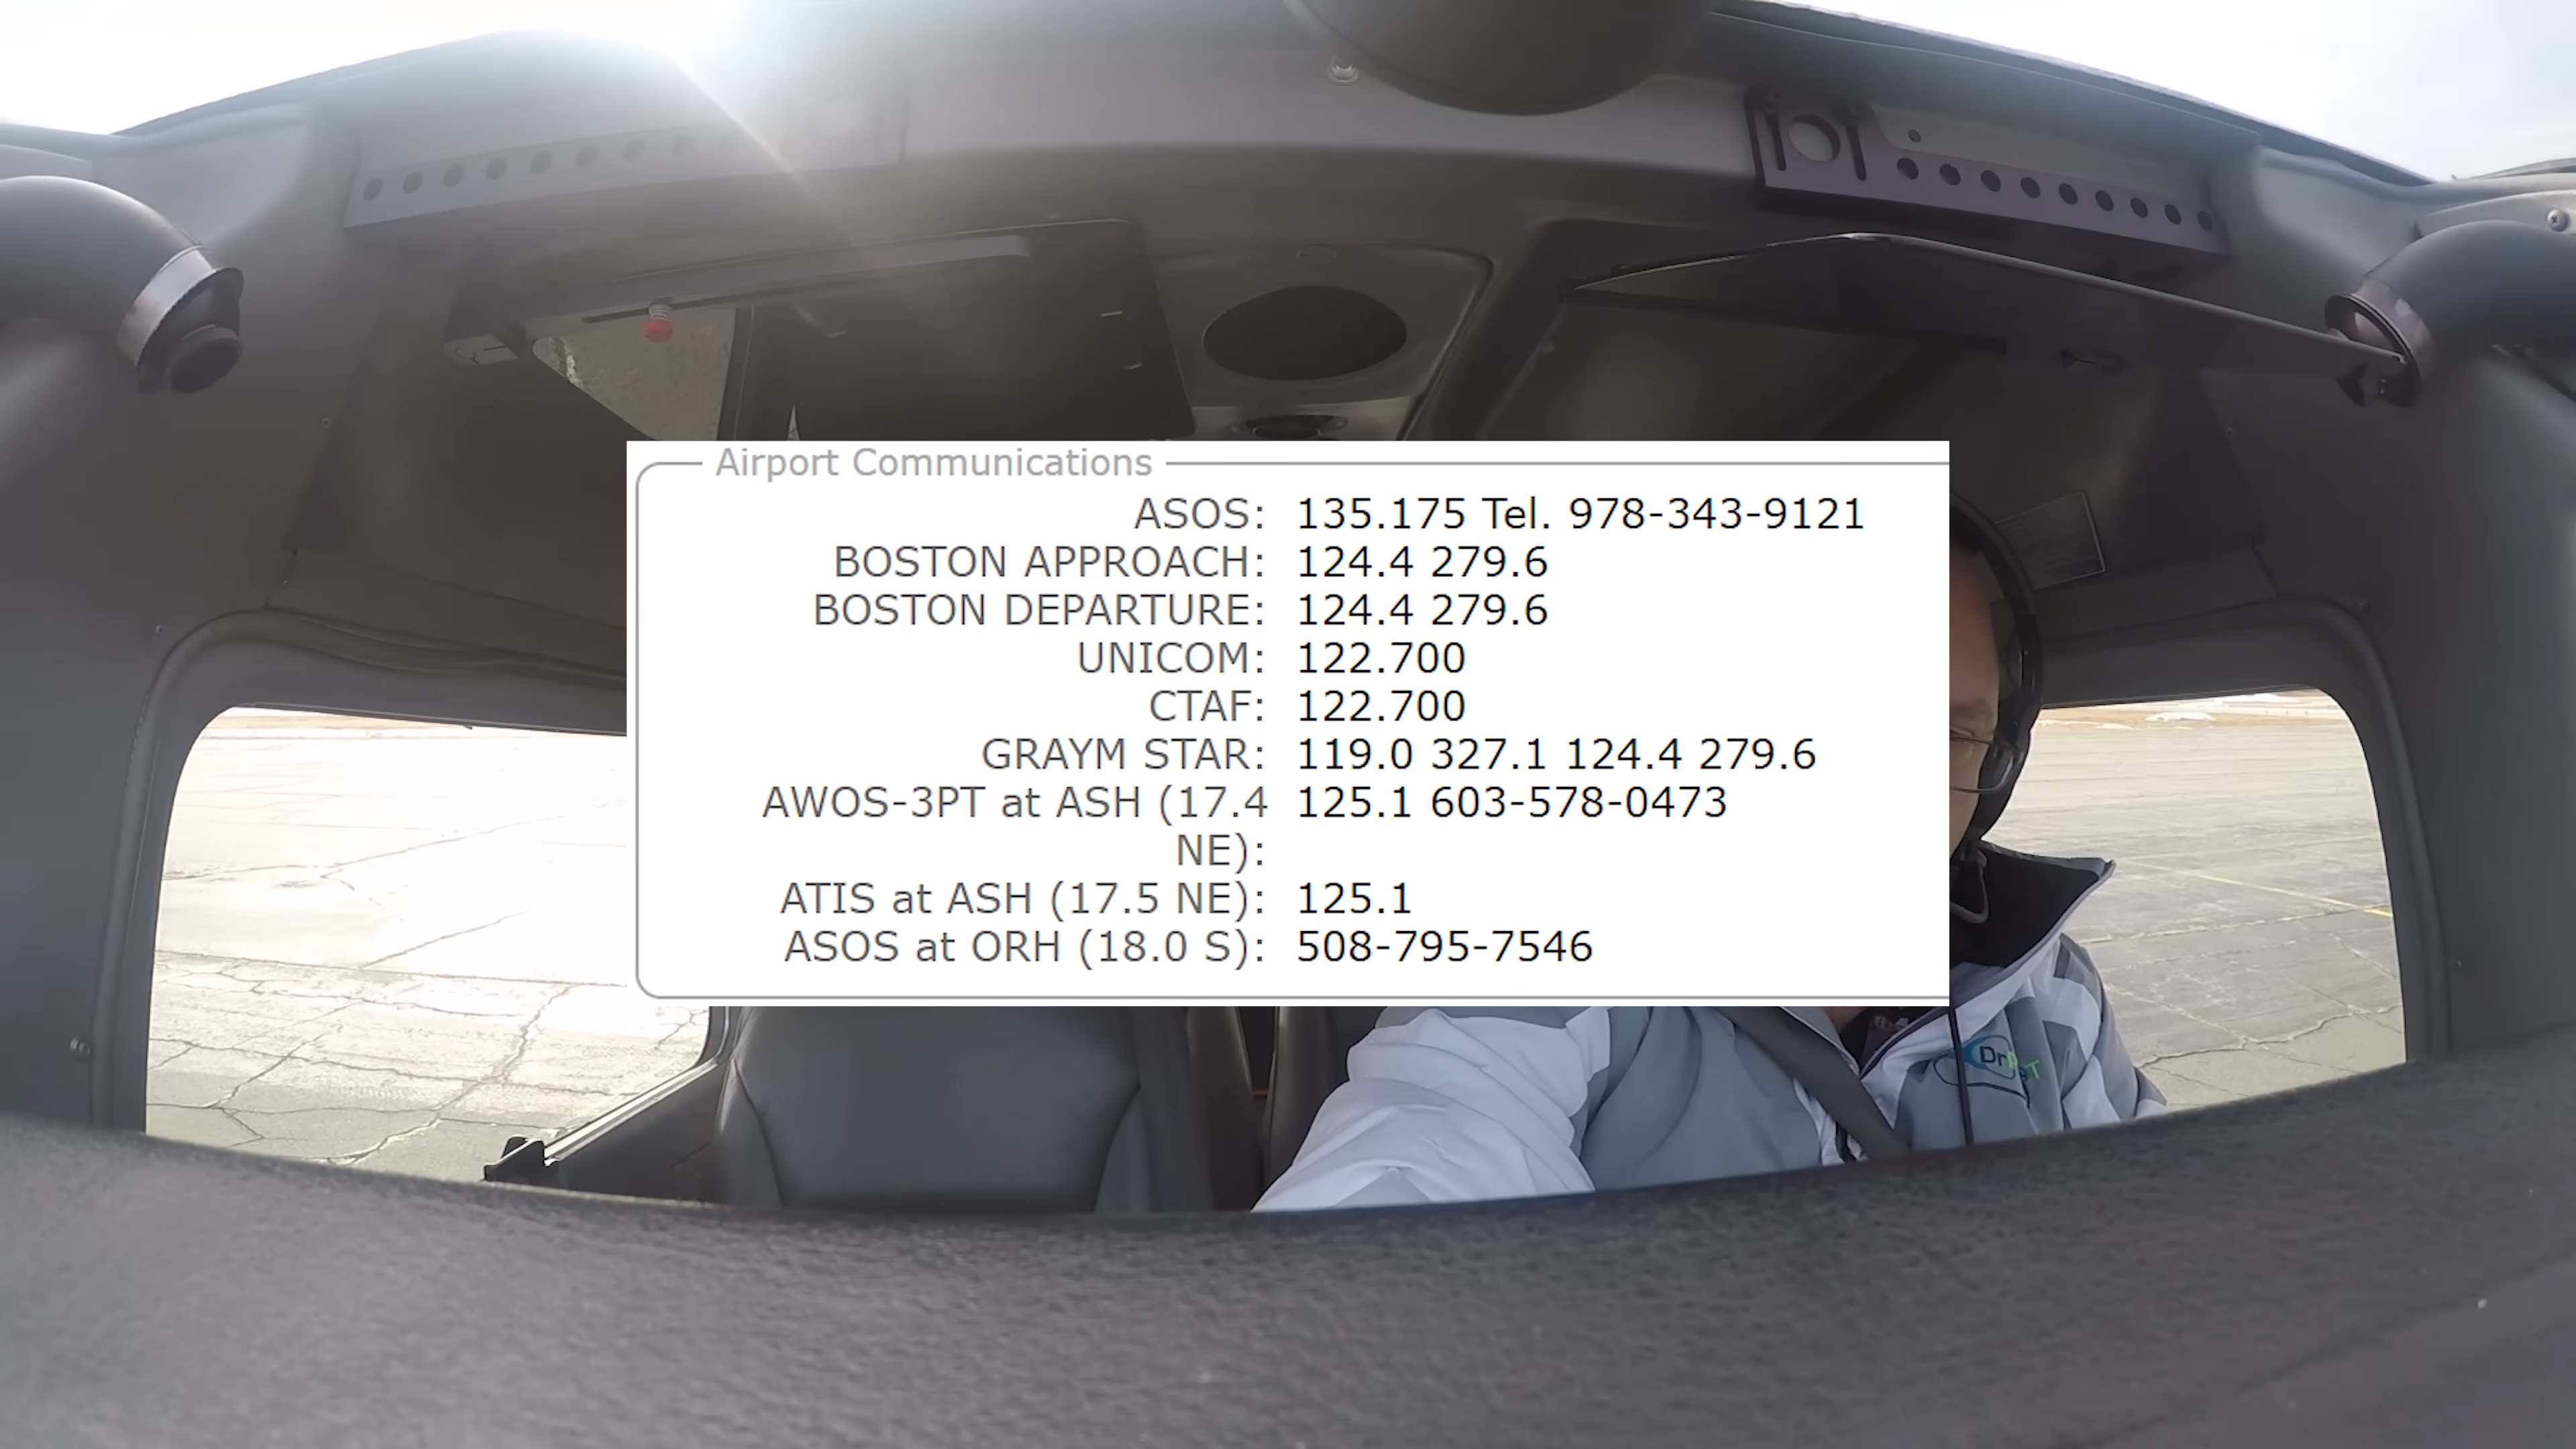 Airport Communications
ASOS: 135.175 Tel. 978-343-9121
BOSTON APPROACH: 124.4 279.6
BOSTON DEPARTURE: 124.4 279.6
UNICOM: 122.700
CTAF: 122.700
GRAYM STAR: 119.0 327.1 124.4 279.6
AWOS-3PT at ASH (17.4 125.1 603-578-0473
NE):
ATIS at ASH (17.5 NE): 125.1
ASOS at ORH (18.0 S): 508-795-7546